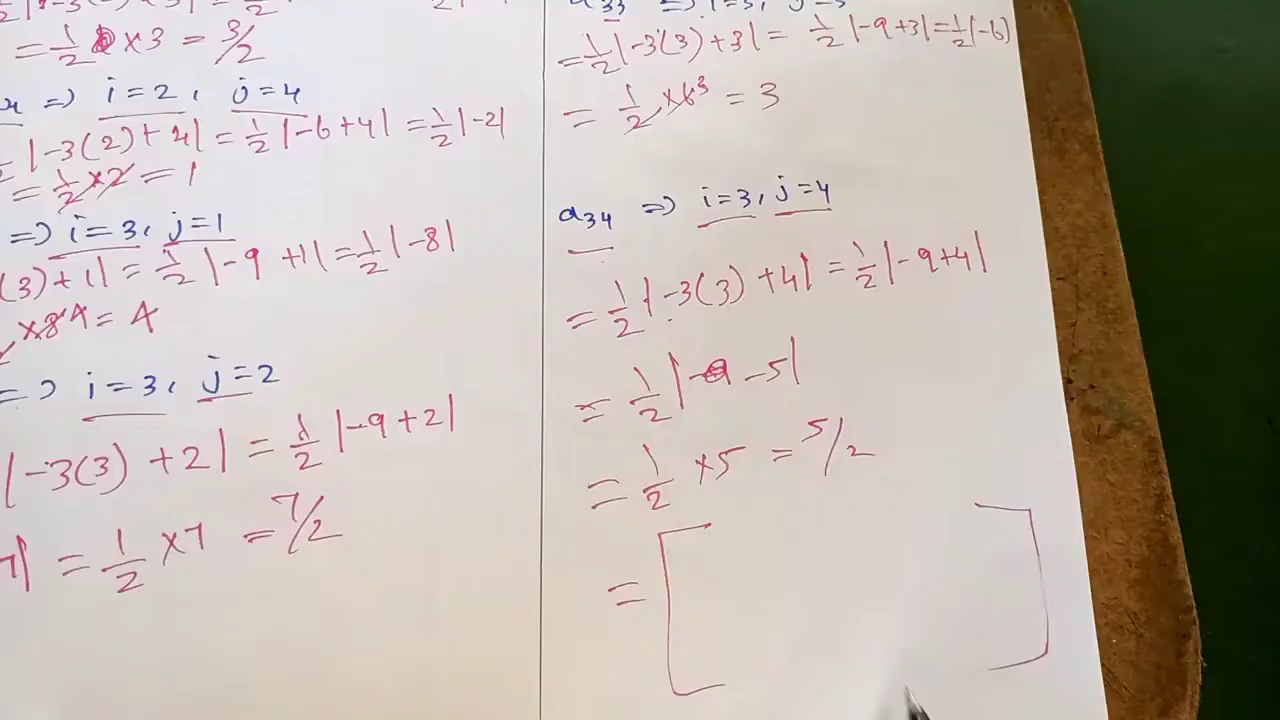 = 1/2 × 3 = 3/2
=> i=2, j=4
|-3(2)+4| = 1/2 |-6+4| = 1/2 |-2|
= 1/2 × 2 = 1
=> i=3, j=1
(3)+1| = 1/2 |-9 +1| = 1/2 |-8|
×8 4 = 4
=> i=3, j=2
|-3(3) +2| = 1/2 |-9+2|
7| = 1/2 ×7 = 7/2
a33 => i=3, j=3
= 1/2 |-3(3)+3| = 1/2 |-9+3| = 1/2 |-6|
= 1/2 ×6 3 = 3
a34 => i=3, j=4
= 1/2 |-3(3) +4| = 1/2 |-9+4|
= 1/2 |-5|
= 1/2 ×5 = 5/2
= [ ]